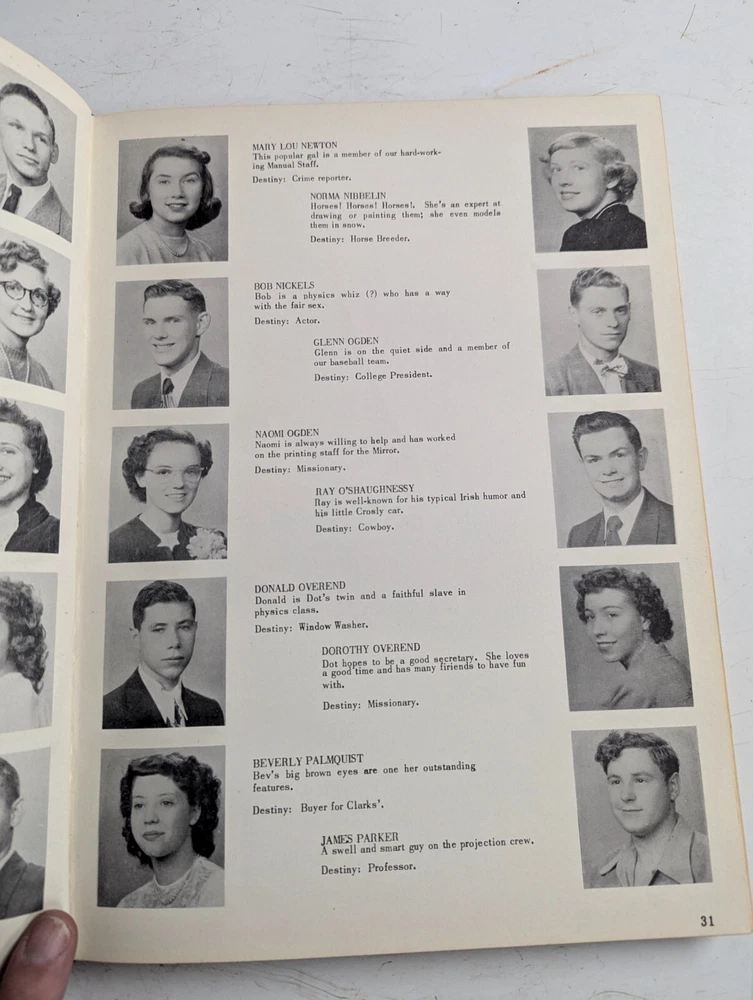 MARY LOU NEWTON
This popular gal is a member of our hard-work-
ing Manual Staff.
Destiny: Crime reporter.
NORMA NIBBELIN
Horses! Horses! Horses!. She's an expert at
drawing or painting them; she even models
them in snow.
Destiny: Horse Breeder.
BOB NICKELS
Bob is a physics whiz (?) who has a way
with the fair sex.
Destiny: Actor.
GLENN OGDEN
Glenn is on the quiet side and a member of
our baseball team.
Destiny: College President.
NAOMI OGDEN
Naomi is always willing to help and has worked
on the printing staff for the Mirror.
Destiny: Missionary.
RAY O'SHAUGHNESSY
Ray is well-known for his typical Irish humor and
his little Crosly car.
Destiny: Cowboy.
DONALD OVEREND
Donald is Dot's twin and a faithful slave in
physics class.
Destiny: Window Washer.
DOROTHY OVEREND
Dot hopes to be a good secretary. She loves
a good time and has many firiends to have fun
with.
Destiny: Missionary.
BEVERLY PALMQUIST
Bev's big brown eyes are one her outstanding
features.
Destiny: Buyer for Clarks'.
JAMES PARKER
A swell and smart guy on the projection crew.
Destiny: Professor.
31